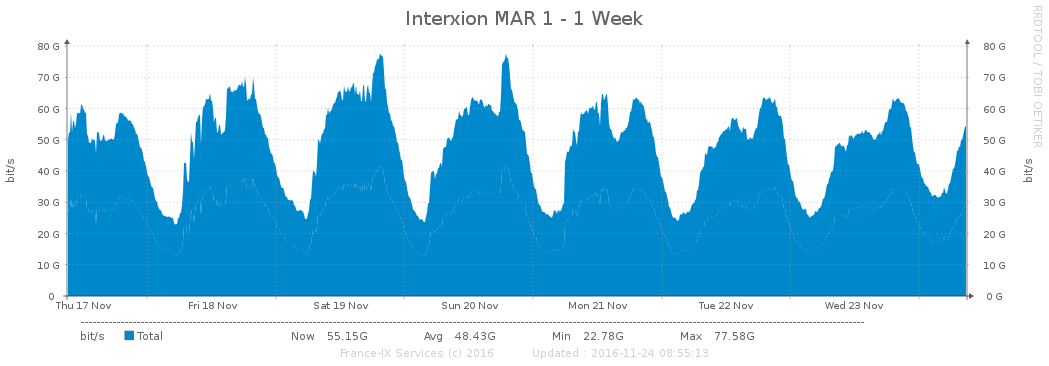 Interxion MAR 1 - 1 Week
RRDTOOL / TOBI OETIKER
bit/s
80 G 80 G
70 G 70 G
60 G 60 G
50 G 50 G
40 G 40 G
30 G 30 G
20 G 20 G
10 G 10 G
0 0 G
bit/s
Thu 17 Nov Fri 18 Nov Sat 19 Nov Sun 20 Nov Mon 21 Nov Tue 22 Nov Wed 23 Nov
bit/s Total Now 55.15G Avg 48.43G Min 22.78G Max 77.58G
France-IX Services (c) 2016 Updated : 2016-11-24 08:55:13